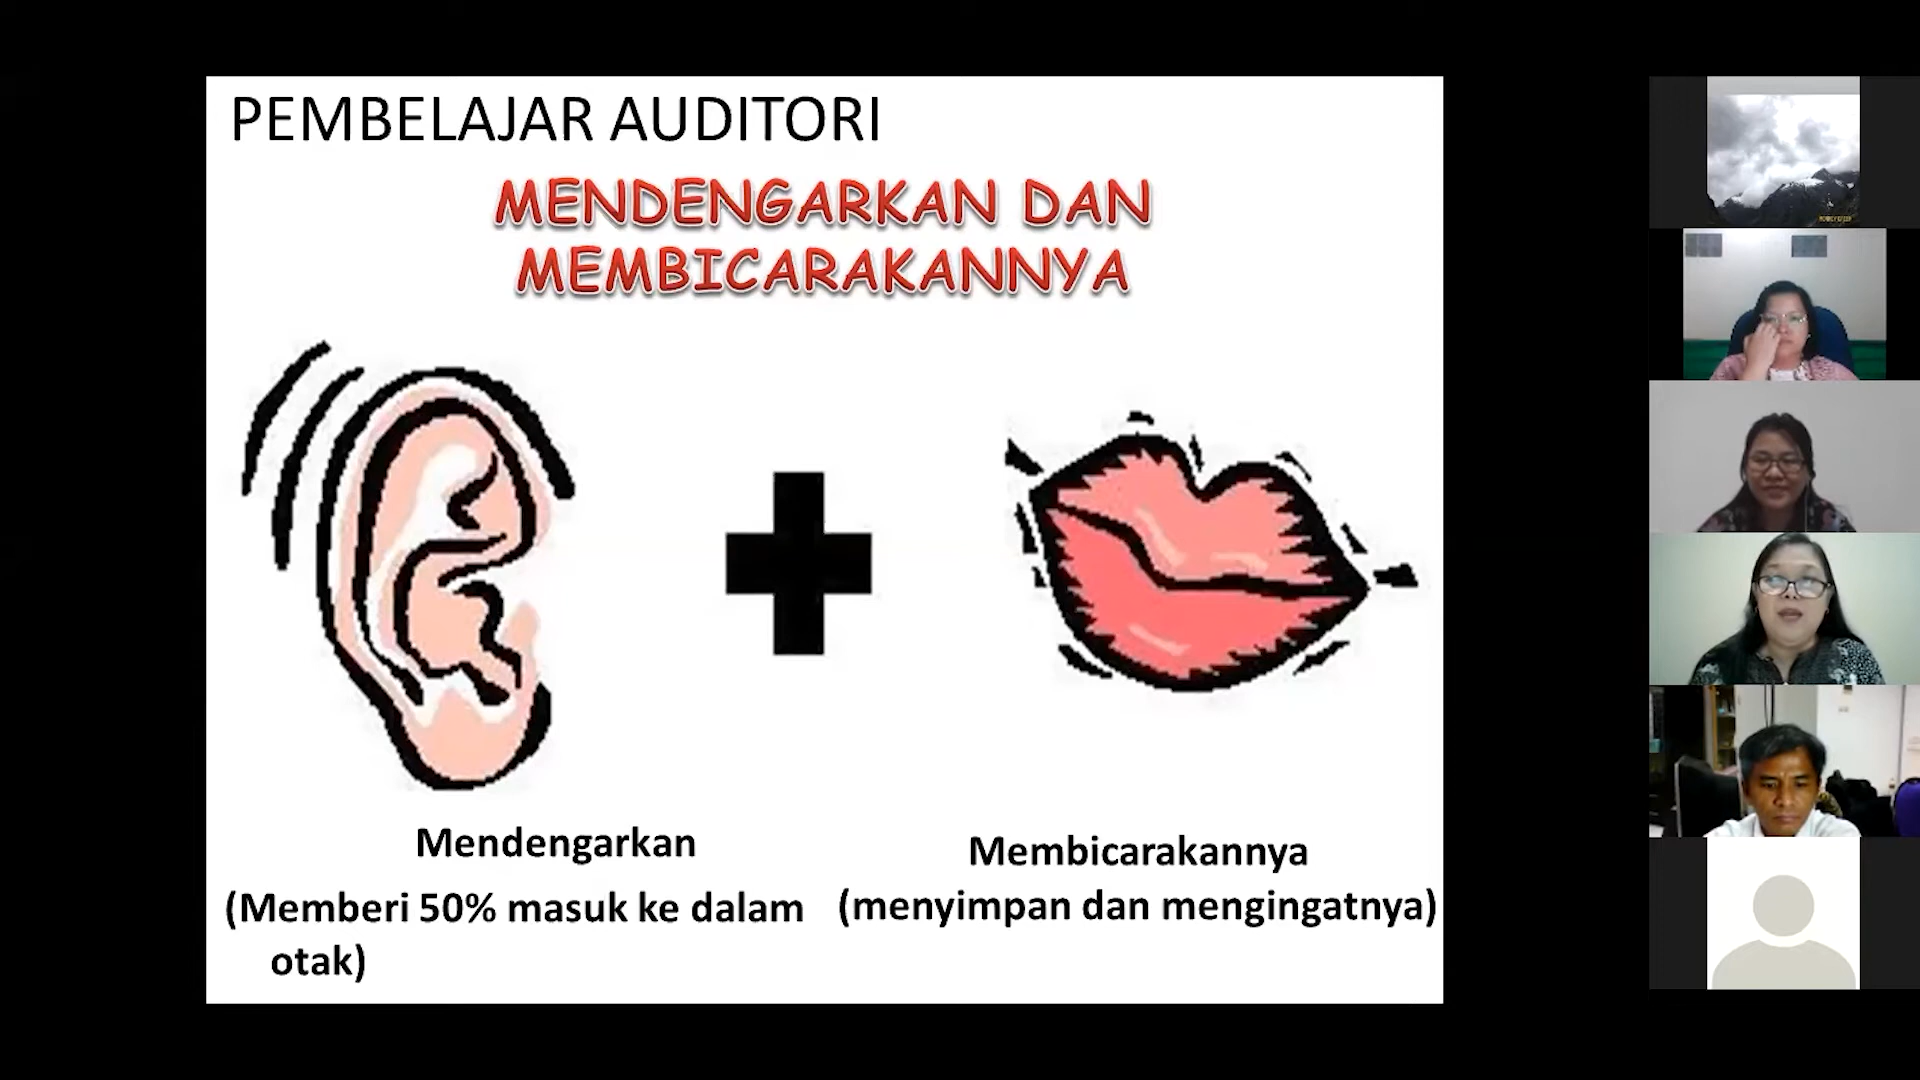 PEMBELAJAR AUDITORI
MENDENGARKAN DAN
MEMBICARAKANNYA
Mendengarkan
(Memberi 50% masuk ke dalam
otak)
Membicarakannya
(menyimpan dan mengingatnya)